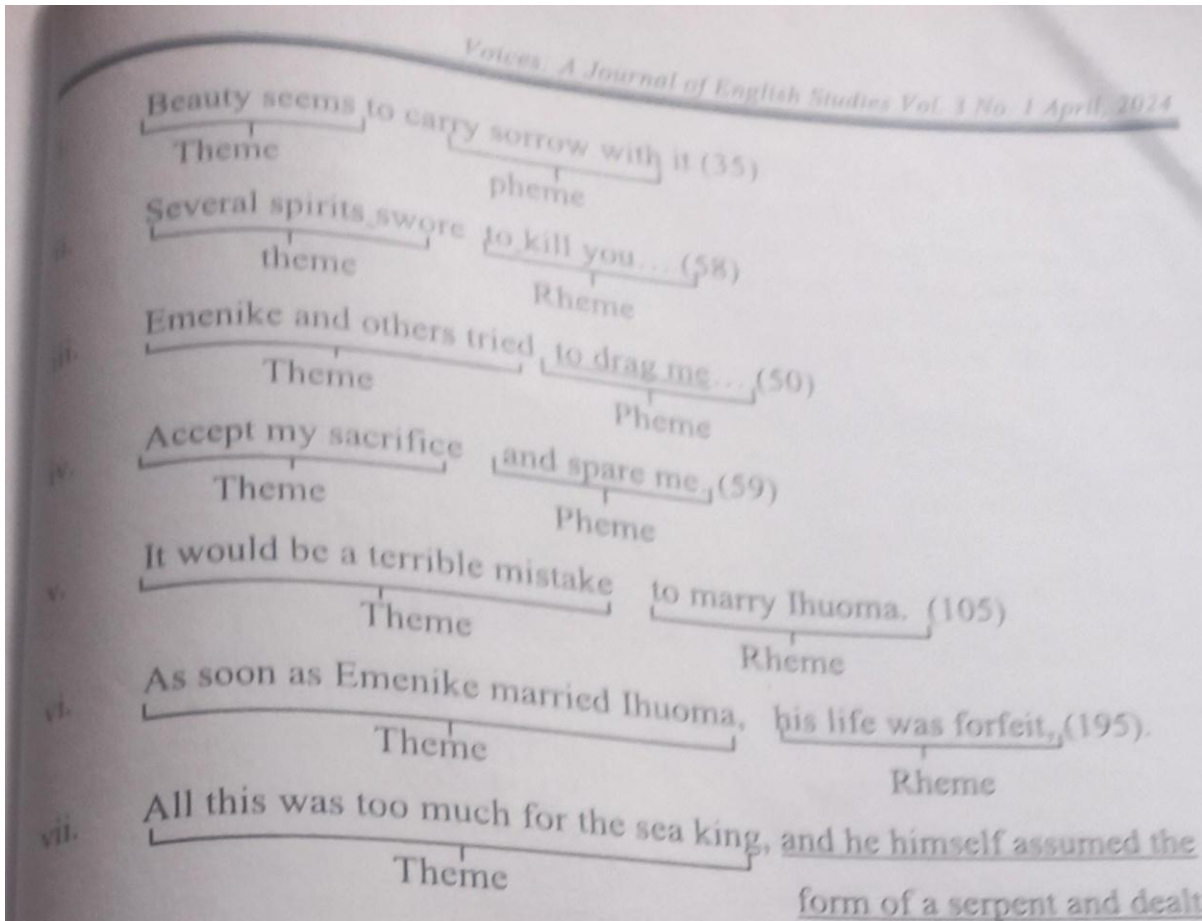 Voices: A Journal of English Studies Vol. 3 No. 1 April, 2024
Beauty seems to carry sorrow with it (35)
Theme
pheme
ii. Several spirits swore to kill you... (58)
theme
Rheme
iii. Emenike and others tried to drag me... (50)
Theme
Pheme
iv. Accept my sacrifice and spare me, (59)
Theme
Pheme
v. It would be a terrible mistake to marry Ihuoma. (105)
Theme
Rheme
vi. As soon as Emenike married Ihuoma, his life was forfeit, (195).
Theme
Rheme
vii. All this was too much for the sea king, and he himself assumed the
Theme
form of a serpent and dealt